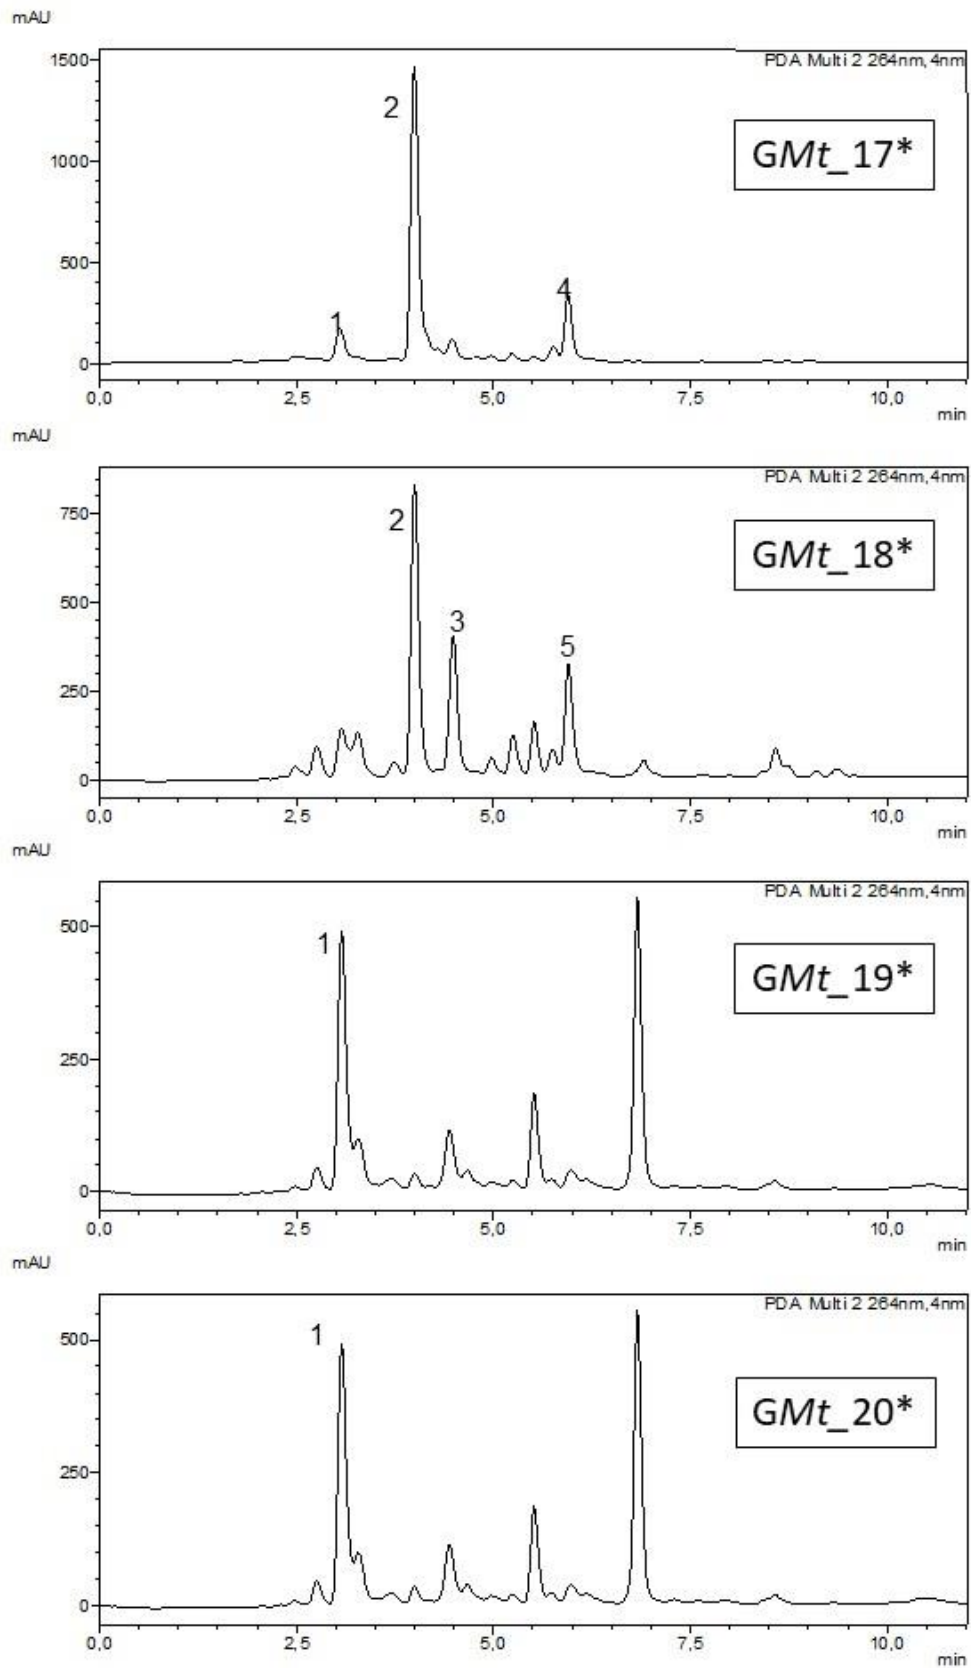 mAU
PDA Multi 2 264nm,4nm
1500
GMt_17*
2
1000
500
4
1
0
0,0 2,5 5,0 7,5 10,0
min
mAU
PDA Multi 2 264nm,4nm
750
2
GMt_18*
500
3
5
250
0
0,0 2,5 5,0 7,5 10,0
min
mAU
PDA Multi 2 264nm,4nm
500
1
GMt_19*
250
0
0,0 2,5 5,0 7,5 10,0
min
mAU
PDA Multi 2 264nm,4nm
500
1
GMt_20*
250
0
0,0 2,5 5,0 7,5 10,0
min